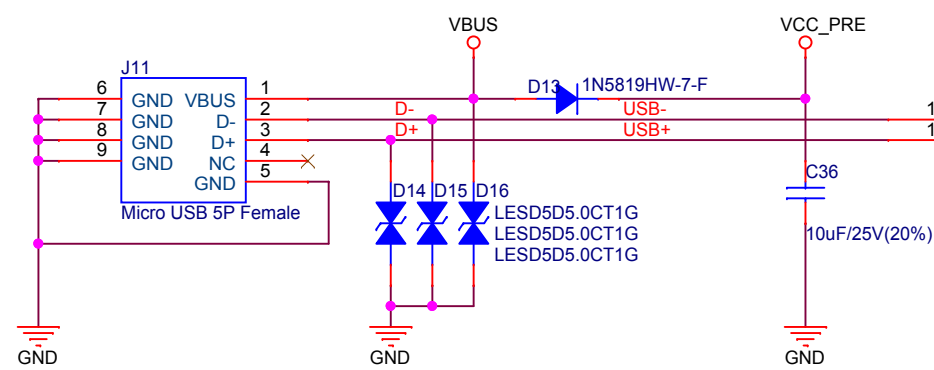 VBUS
VCC_PRE
J11
D13
1N5819HW-7-F
6 GND VBUS 1
7 GND D- 2 D- USB- 1
8 GND D+ 3 D+ USB+ 1
9 GND NC 4
GND 5
C36
D14 D15 D16
Micro USB 5P Female
LESD5D5.0CT1G
LESD5D5.0CT1G
LESD5D5.0CT1G
10uF/25V(20%)
GND
GND
GND